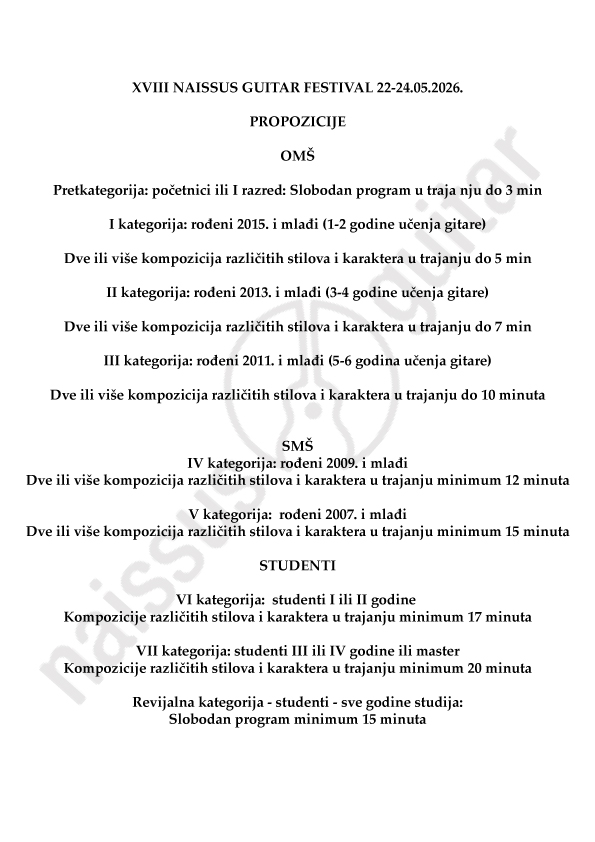 XVIII NAISSUS GUITAR FESTIVAL 22-24.05.2026.
PROPOZICIJE
OMŠ
Pretkategorija: početnici ili I razred: Slobodan program u traja nju do 3 min
I kategorija: rođeni 2015. i mlađi (1-2 godine učenja gitare)
Dve ili više kompozicija različitih stilova i karaktera u trajanju do 5 min
II kategorija: rođeni 2013. i mlađi (3-4 godine učenja gitare)
Dve ili više kompozicija različitih stilova i karaktera u trajanju do 7 min
III kategorija: rođeni 2011. i mlađi (5-6 godina učenja gitare)
Dve ili više kompozicija različitih stilova i karaktera u trajanju do 10 minuta
SMŠ
IV kategorija: rođeni 2009. i mlađi
Dve ili više kompozicija različitih stilova i karaktera u trajanju minimum 12 minuta
V kategorija: rođeni 2007. i mlađi
Dve ili više kompozicija različitih stilova i karaktera u trajanju minimum 15 minuta
STUDENTI
VI kategorija: studenti I ili II godine
Kompozicije različitih stilova i karaktera u trajanju minimum 17 minuta
VII kategorija: studenti III ili IV godine ili master
Kompozicije različitih stilova i karaktera u trajanju minimum 20 minuta
Revijalna kategorija - studenti - sve godine studija:
Slobodan program minimum 15 minuta
naissus guitar